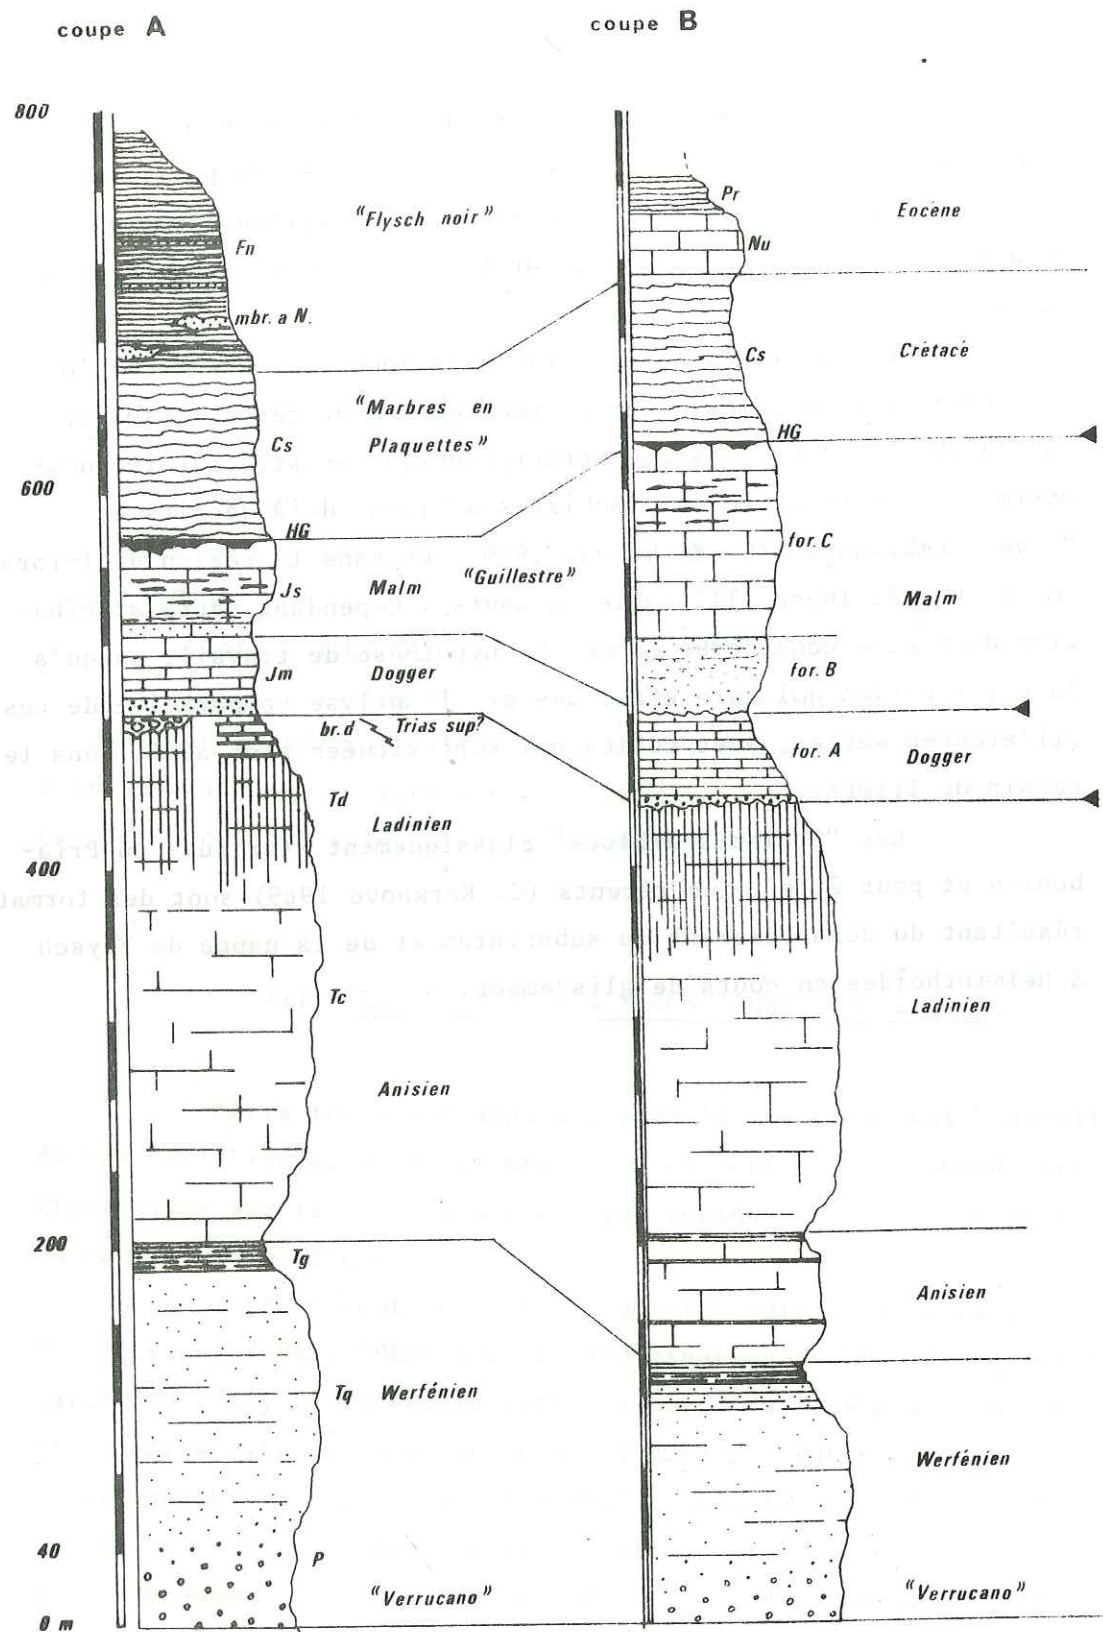 coupe A
coupe B
800
600
400
200
40
0 m
"Flysch noir"
Fn
mbr. a N.
"Marbres en
Plaquettes"
Cs
HG
"Guillestre"
Js
Malm
Jm
Dogger
br.d
Trias sup?
Td
Ladinien
Tc
Anisien
Tg
Tq
Werfénien
P
"Verrucano"
Pr
Eocène
Nu
Cs
Crétacé
HG
for. C
Malm
for. B
for. A
Dogger
Ladinien
Anisien
Werfénien
"Verrucano"